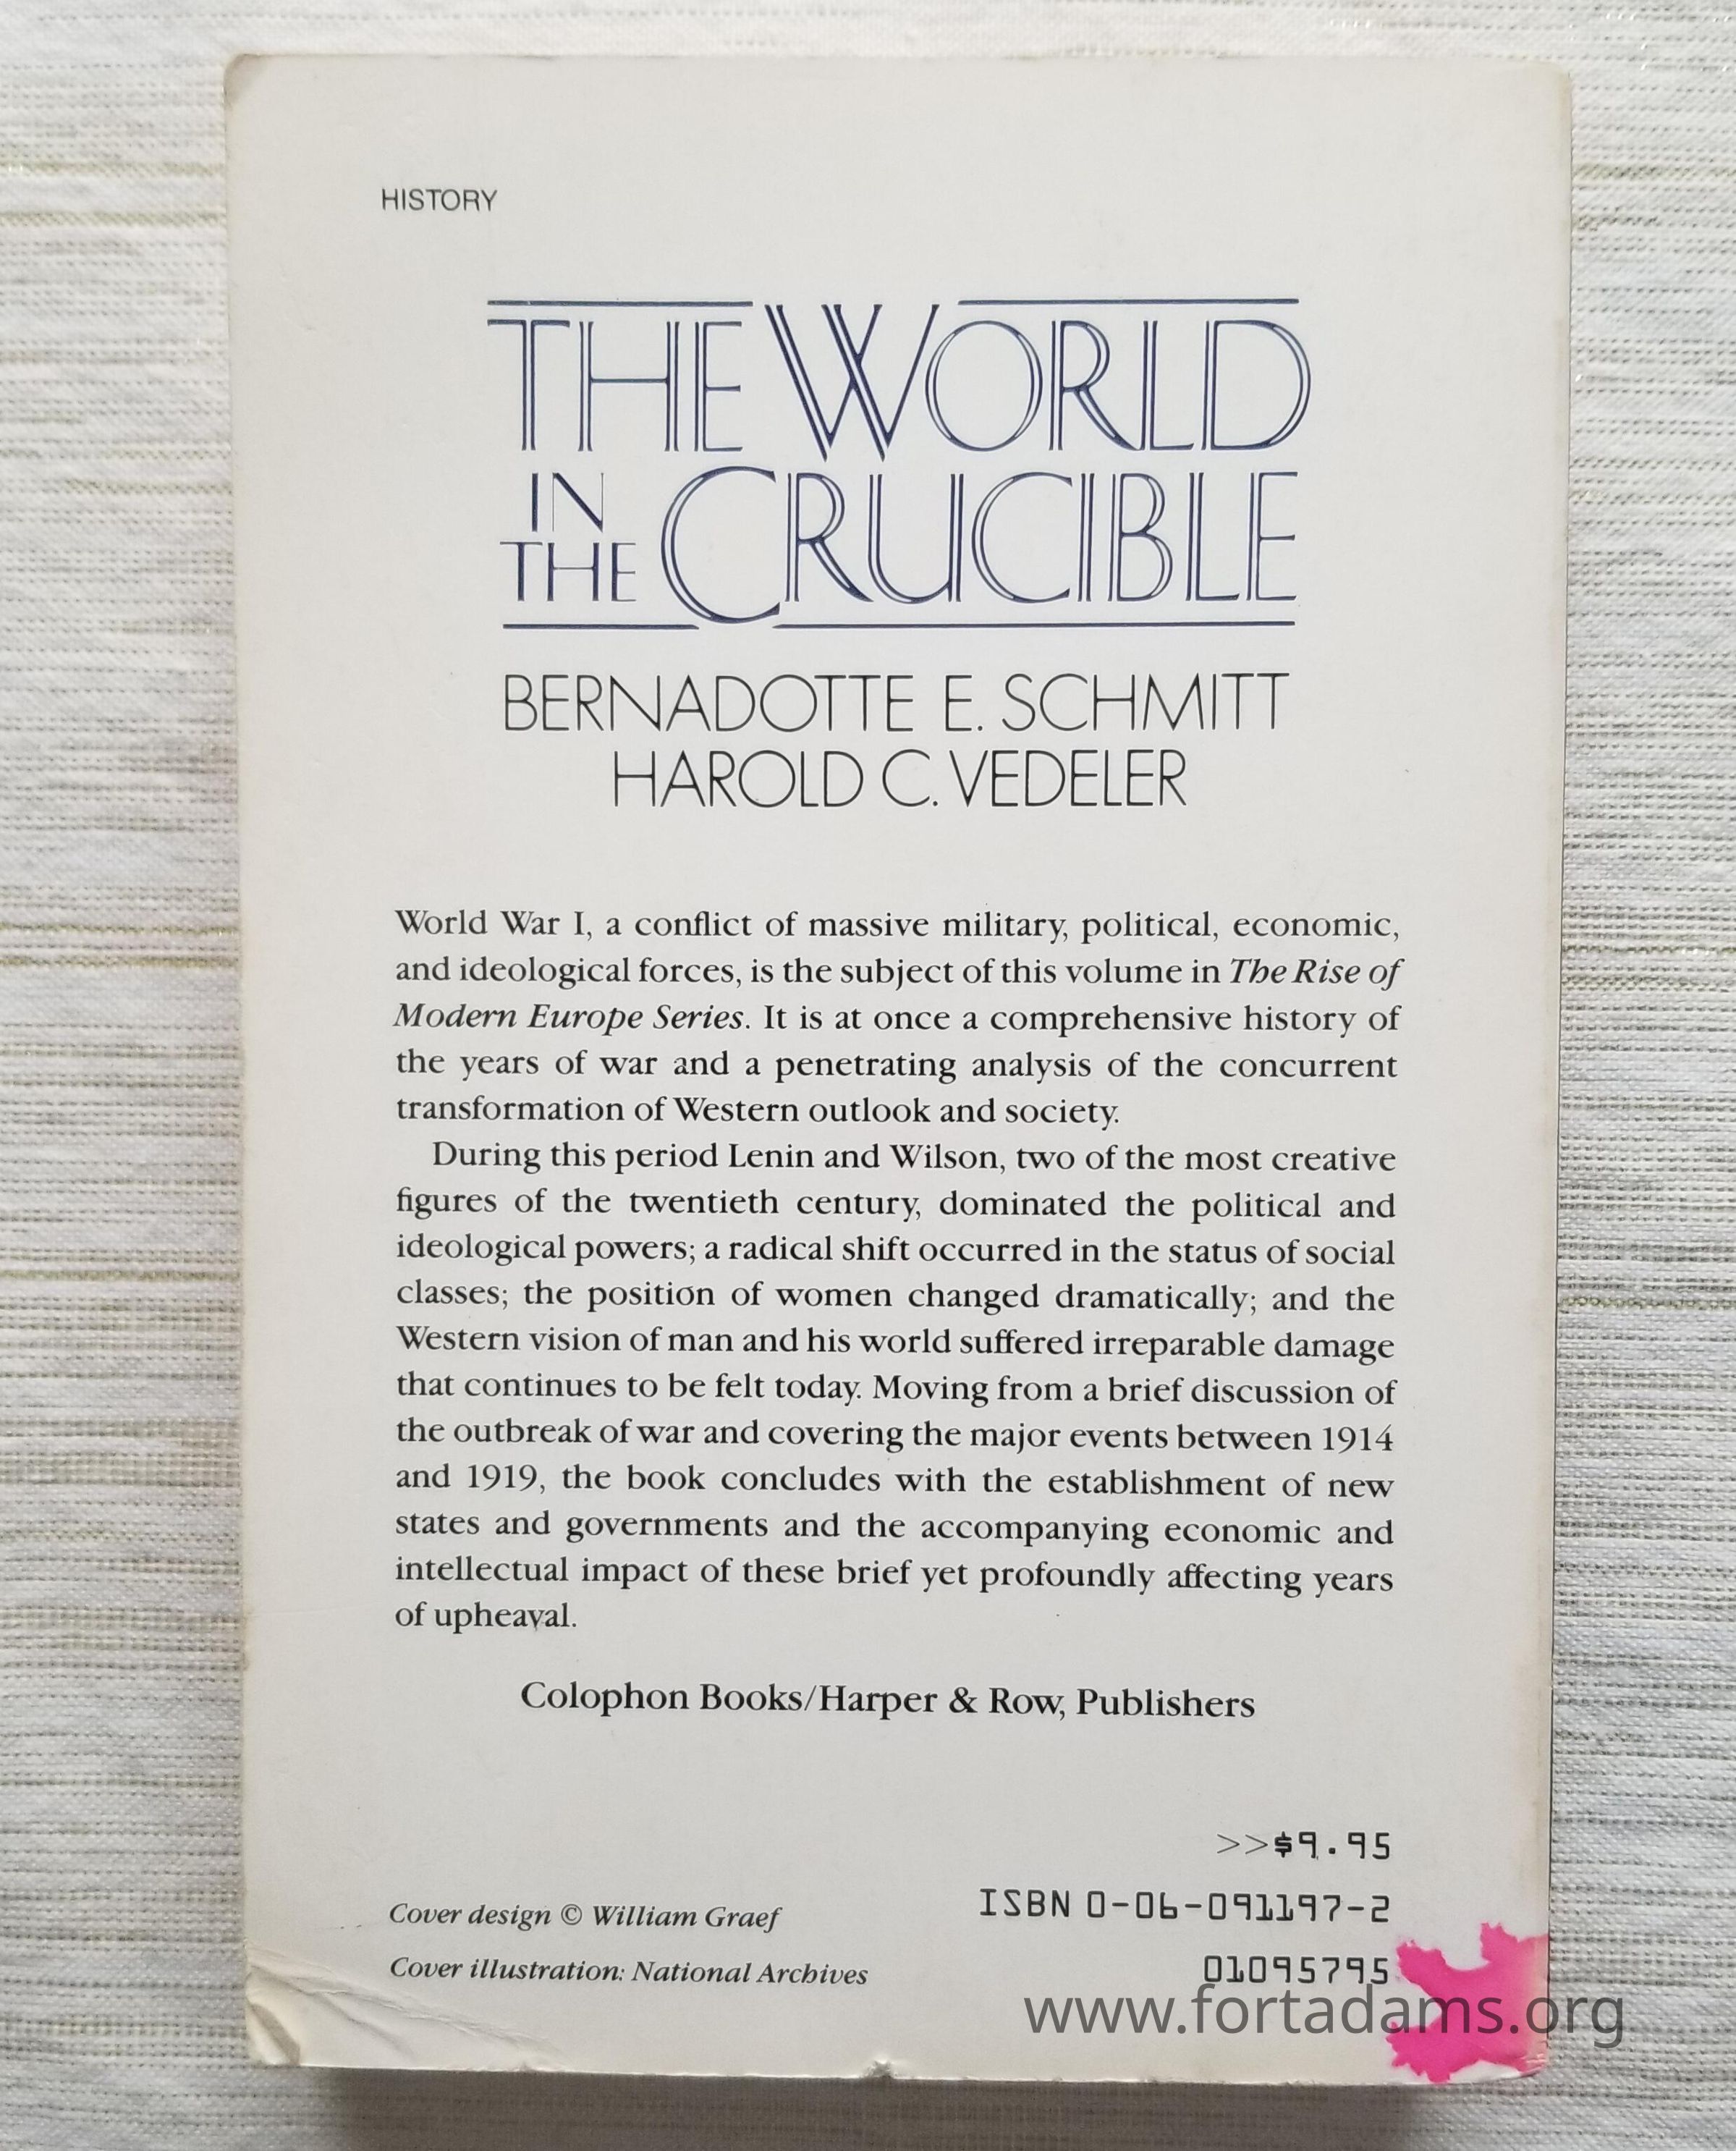 HISTORY
THE WORLD
IN
THE CRUCIBLE
BERNADOTTE E. SCHMITT
HAROLD C. VEDELER
World War I, a conflict of massive military, political, economic,
and ideological forces, is the subject of this volume in The Rise of
Modern Europe Series. It is at once a comprehensive history of
the years of war and a penetrating analysis of the concurrent
transformation of Western outlook and society.
During this period Lenin and Wilson, two of the most creative
figures of the twentieth century, dominated the political and
ideological powers; a radical shift occurred in the status of social
classes; the position of women changed dramatically; and the
Western vision of man and his world suffered irreparable damage
that continues to be felt today. Moving from a brief discussion of
the outbreak of war and covering the major events between 1914
and 1919, the book concludes with the establishment of new
states and governments and the accompanying economic and
intellectual impact of these brief yet profoundly affecting years
of upheaval.
Colophon Books/Harper & Row, Publishers
>>$9.95
ISBN 0-06-091197-2
01095795
Cover design © William Graef
Cover illustration: National Archives
www.fortadams.org